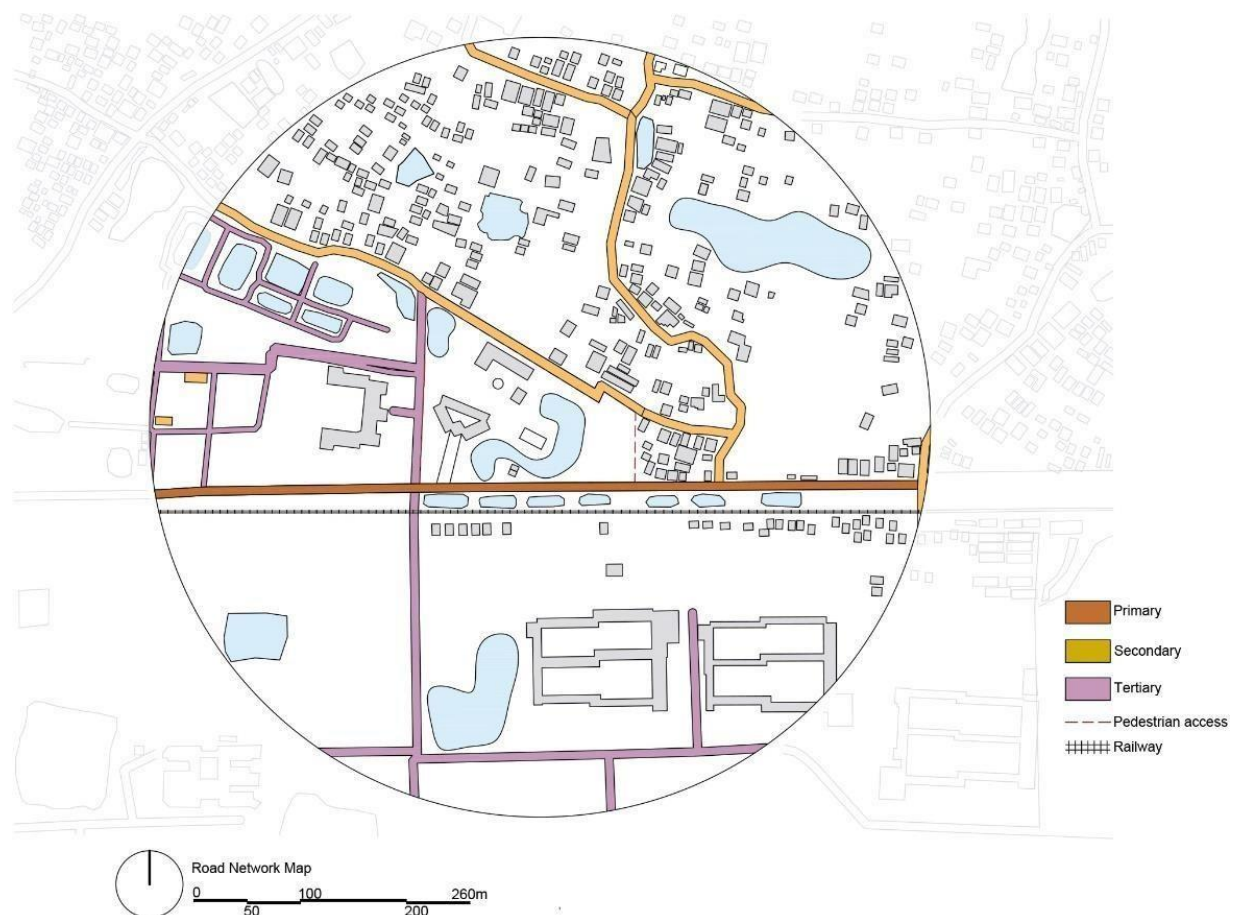 Primary
Secondary
Tertiary
Pedestrian access
Railway
Road Network Map
0 100 260m
50 200